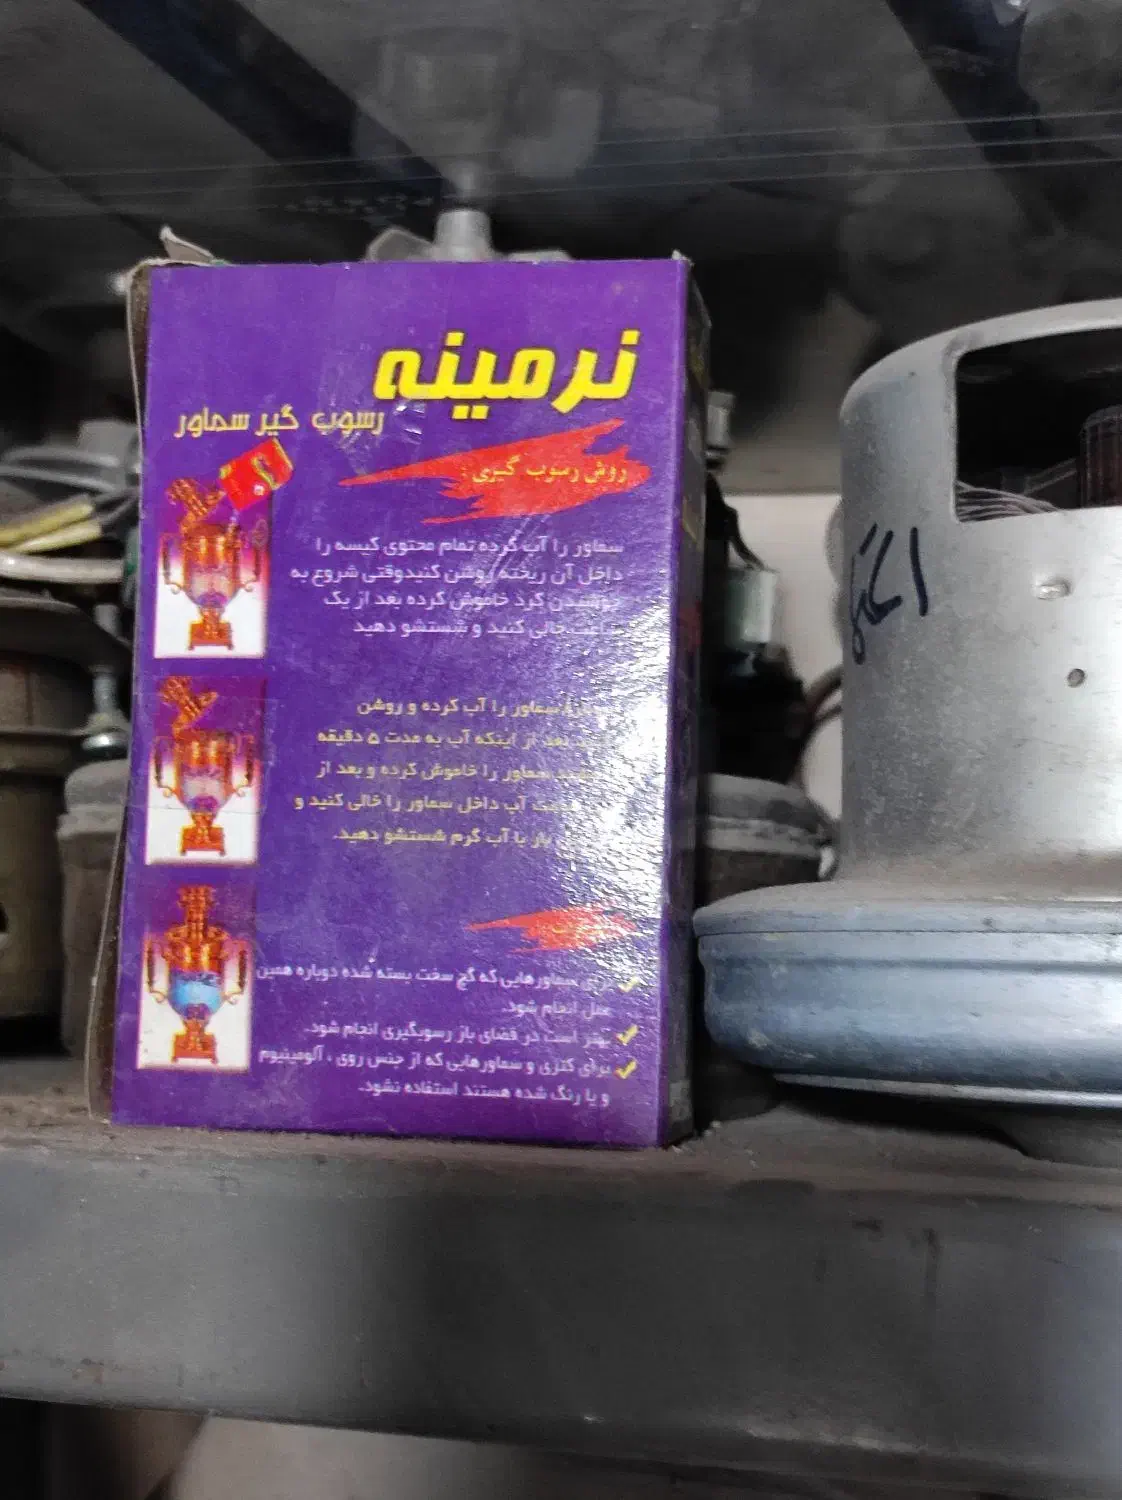 نرمینه
رسوب گیر سماور
روش رسوب گیری:
سماور را آب کرده تمام محتوی کیسه را
داخل آن ریخته روشن کنیدوقتی شروع به
جوشیدن کرد خاموش کرده بعد از یک
خالی کنید و شستشو دهید
سماور را آب کرده و روشن
بعد از اینکه آب به مدت ۵ دقیقه
سماور را خاموش کرده و بعد از
آب داخل سماور را خالی کنید و
بار با آب گرم شستشو دهید.
برای سماورهایی که گچ سخت بسته شده دوباره همین
عمل انجام شود.
بهتر است در فضای باز رسوبگیری انجام شود.
برای کتری و سماورهایی که از جنس روی ، آلومینیوم
و یا رنگ شده هستند استفاده نشود.